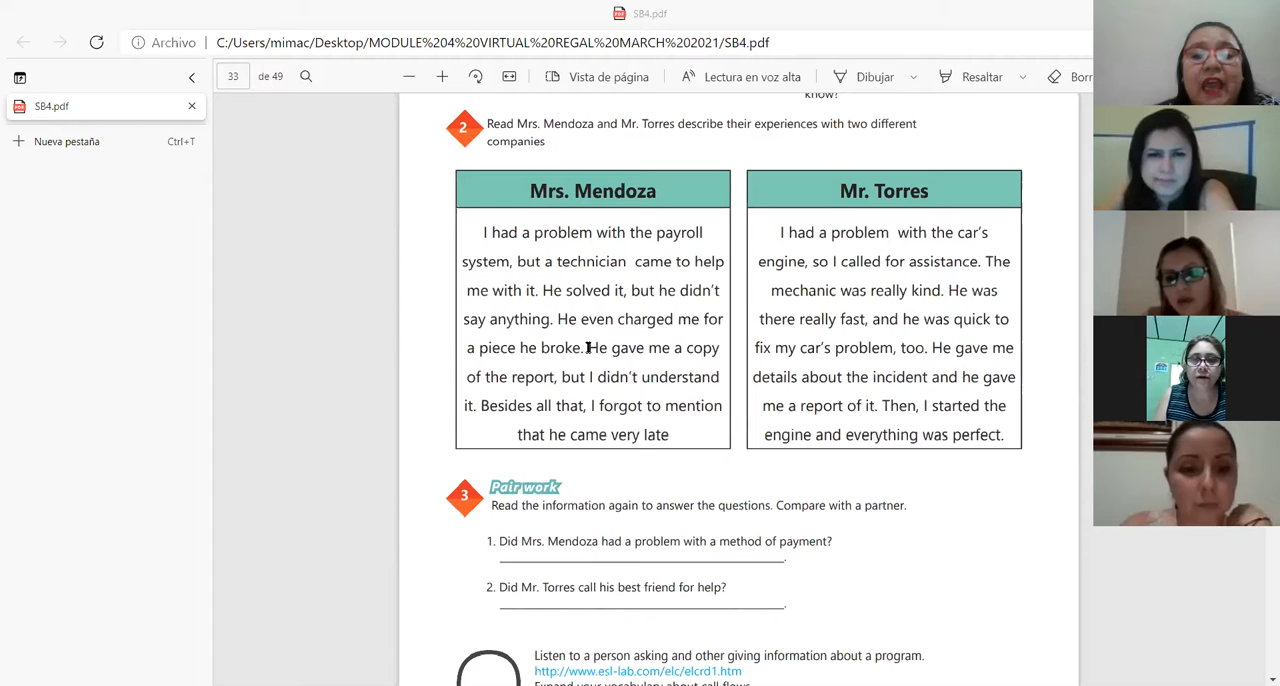 SB4.pdf
Archivo
C:/Users/mimac/Desktop/MODULE%204%20VIRTUAL%20REGAL%20MARCH%202021/SB4.pdf
33 de 49
Vista de página
Lectura en voz alta
Dibujar
Resaltar
Borr
SB4.pdf
Nueva pestaña
Ctrl+T
know?
2
Read Mrs. Mendoza and Mr. Torres describe their experiences with two different
companies
Mrs. Mendoza
I had a problem with the payroll
system, but a technician came to help
me with it. He solved it, but he didn't
say anything. He even charged me for
a piece he broke. He gave me a copy
of the report, but I didn't understand
it. Besides all that, I forgot to mention
that he came very late
Mr. Torres
I had a problem with the car's
engine, so I called for assistance. The
mechanic was really kind. He was
there really fast, and he was quick to
fix my car's problem, too. He gave me
details about the incident and he gave
me a report of it. Then, I started the
engine and everything was perfect.
3
Pair work
Read the information again to answer the questions. Compare with a partner.
1. Did Mrs. Mendoza had a problem with a method of payment?
2. Did Mr. Torres call his best friend for help?
Listen to a person asking and other giving information about a program.
http://www.esl-lab.com/elc/elcrd1.htm
Expand your vocabulary about call flows